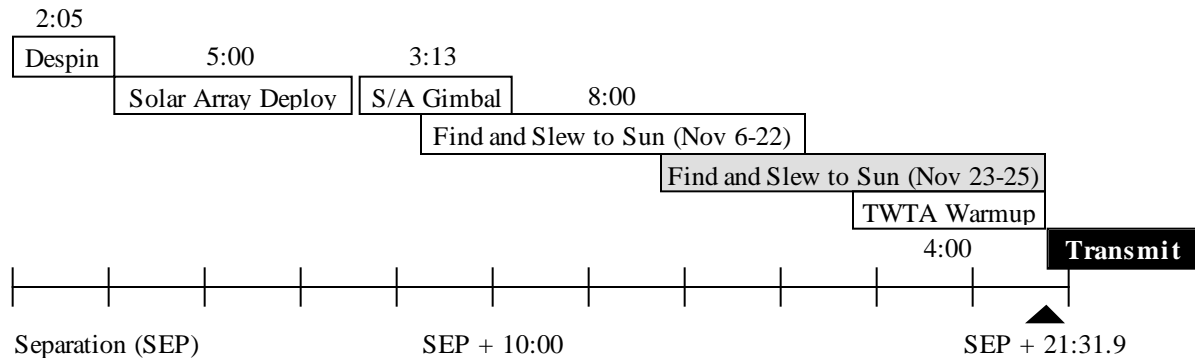 2:05
Despin
5:00
3:13
Solar Array Deploy
S/A Gimbal
8:00
Find and Slew to Sun (Nov 6-22)
Find and Slew to Sun (Nov 23-25)
TWTA Warmup
4:00
Transmit
Separation (SEP)
SEP + 10:00
SEP + 21:31.9